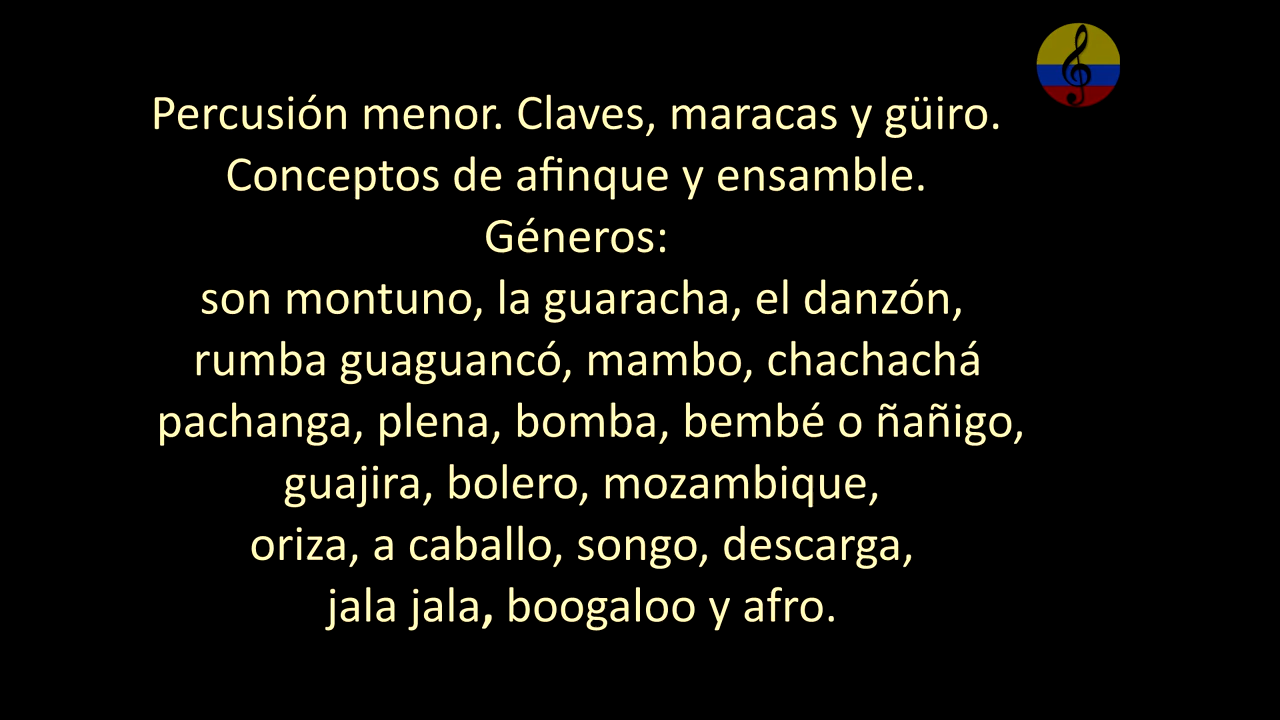 Percusión menor. Claves, maracas y güiro.
Conceptos de afinque y ensamble.
Géneros:
son montuno, la guaracha, el danzón,
rumba guaguancó, mambo, chachachá
pachanga, plena, bomba, bembé o ñañigo,
guajira, bolero, mozambique,
oriza, a caballo, songo, descarga,
jala jala, boogaloo y afro.